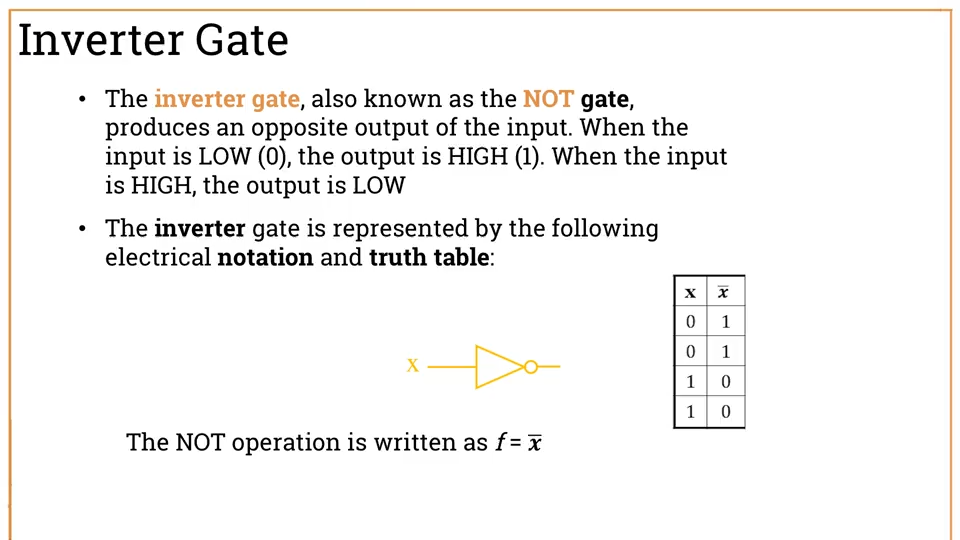 Inverter Gate
• The inverter gate, also known as the NOT gate,
produces an opposite output of the input. When the
input is LOW (0), the output is HIGH (1). When the input
is HIGH, the output is LOW
• The inverter gate is represented by the following
electrical notation and truth table:
x x̅
0 1
0 1
1 0
1 0
X
The NOT operation is written as f = x̅